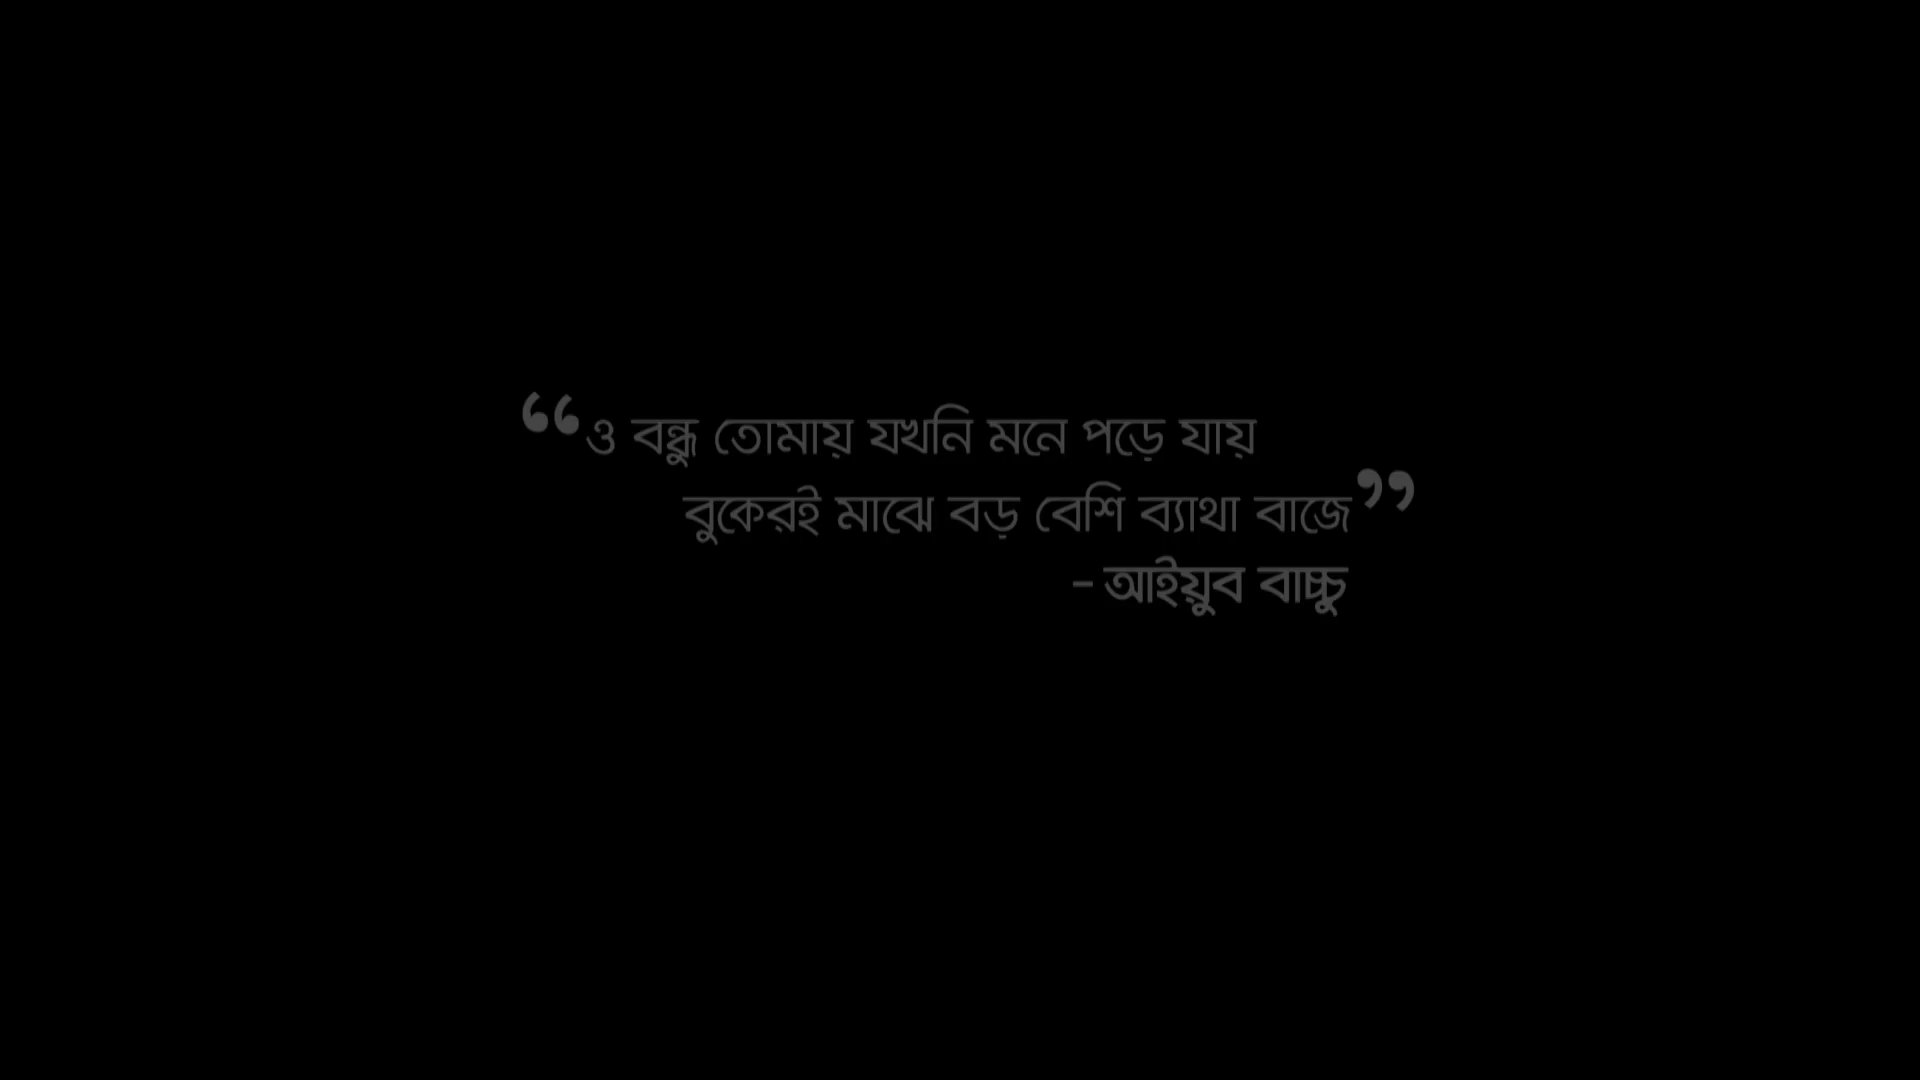 “ও বন্ধু তোমায় যখনি মনে পড়ে যায়
বুকেরই মাঝে বড় বেশি ব্যাথা বাজে”
- আইয়ুব বাচ্চু